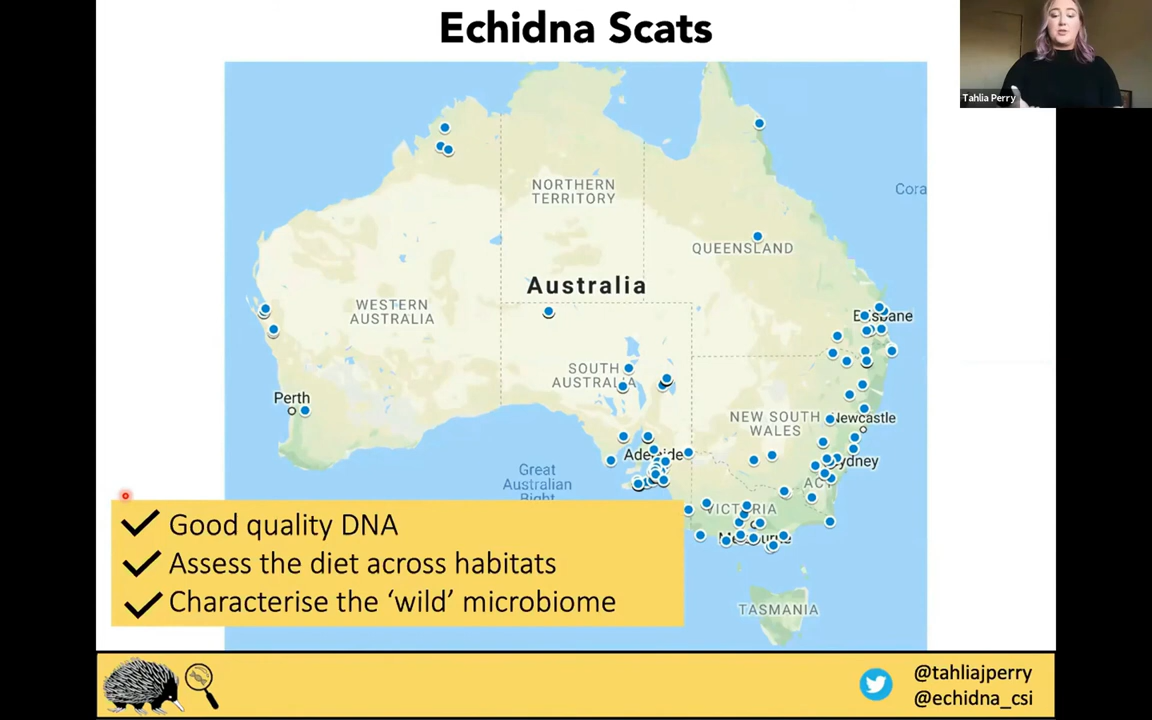 Echidna Scats
Tahlia Perry
NORTHERN
TERRITORY
Cora
QUEENSLAND
Australia
WESTERN
AUSTRALIA
Brisbane
SOUTH
AUSTRALIA
Perth
NEW SOUTH
WALES
Newcastle
Adelaide
Sydney
Great
Australian
Bight
ACT
VICTORIA
Melbourne
Good quality DNA
Assess the diet across habitats
Characterise the ‘wild’ microbiome
TASMANIA
@tahliajperry
@echidna_csi